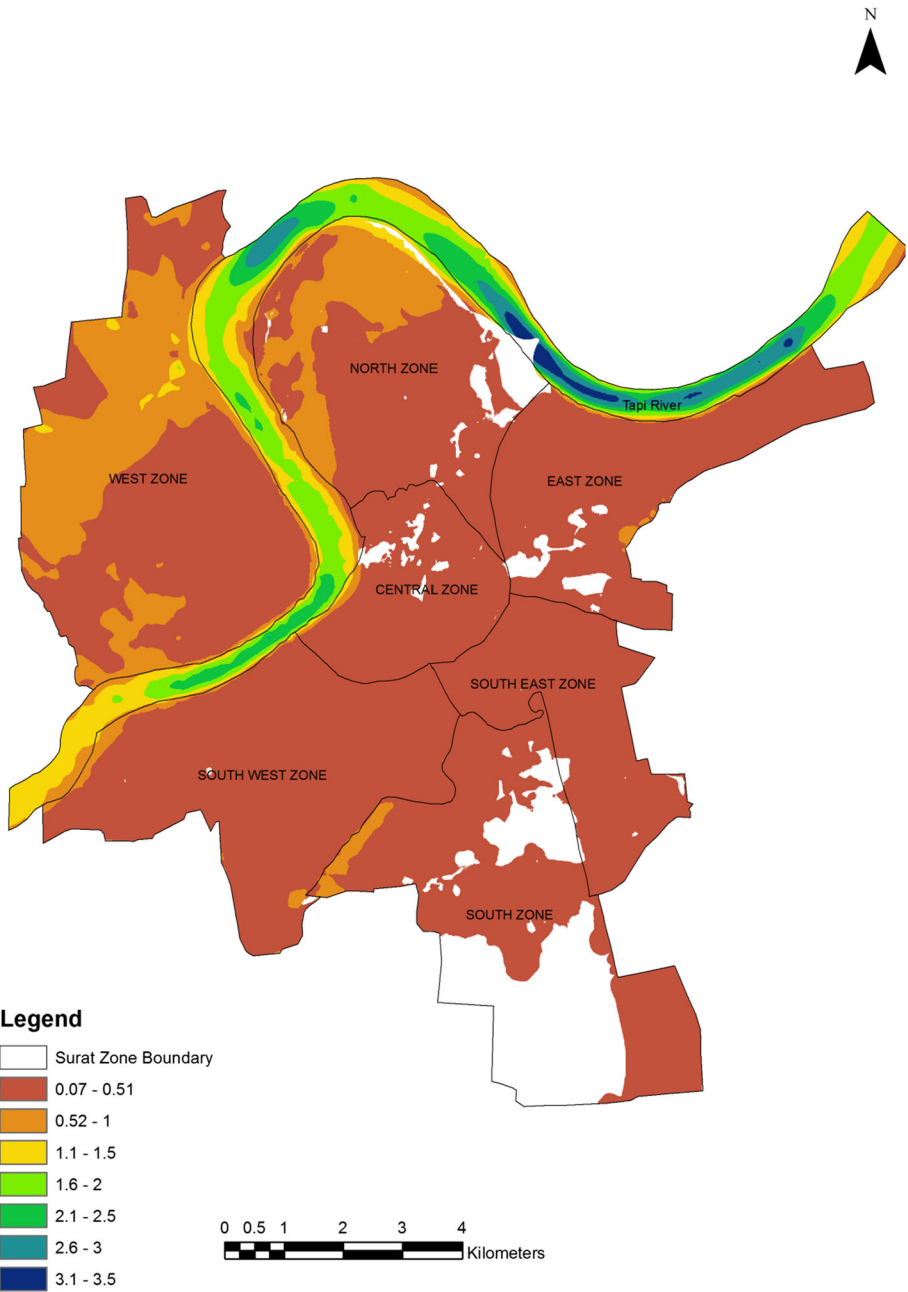 N
NORTH ZONE
Tapi River
WEST ZONE
EAST ZONE
CENTRAL ZONE
SOUTH EAST ZONE
SOUTH WEST ZONE
SOUTH ZONE
Legend
Surat Zone Boundary
0.07 - 0.51
0.52 - 1
1.1 - 1.5
1.6 - 2
2.1 - 2.5
2.6 - 3
3.1 - 3.5
0 0.5 1 2 3 4
Kilometers